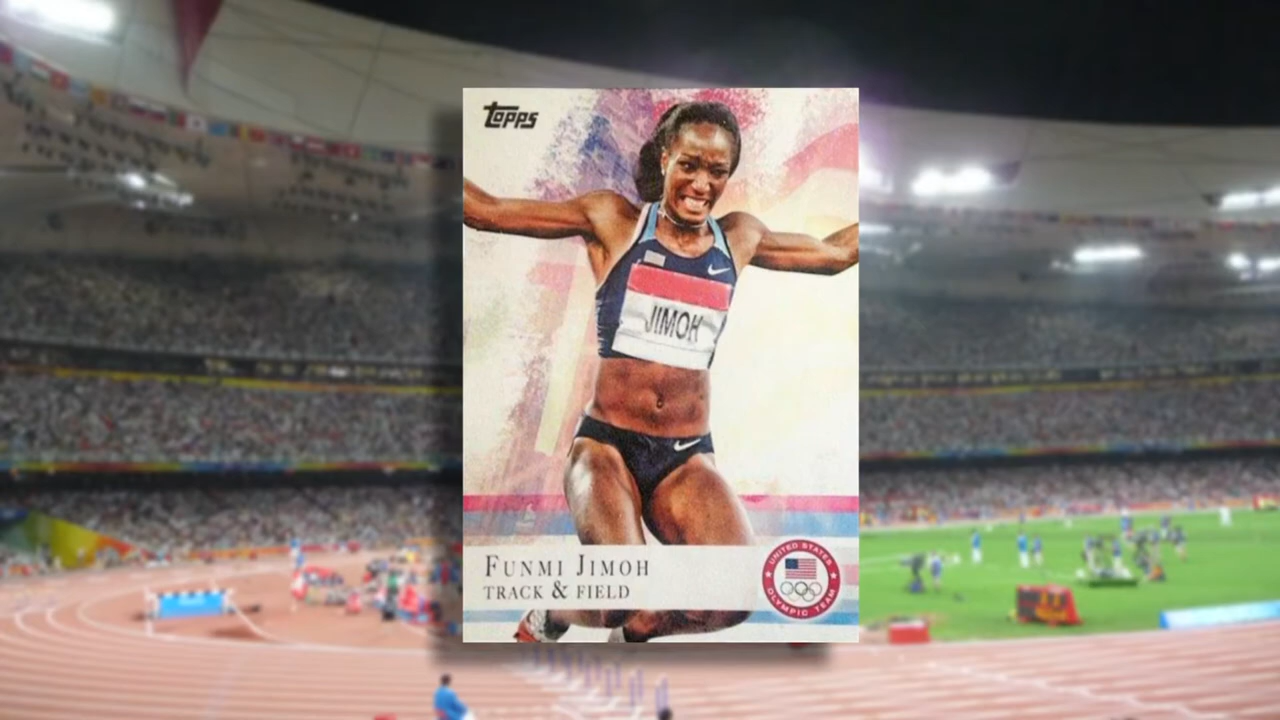 Topps
JIMOH
FUNMI JIMOH
TRACK & FIELD
UNITED STATES
OLYMPIC TEAM